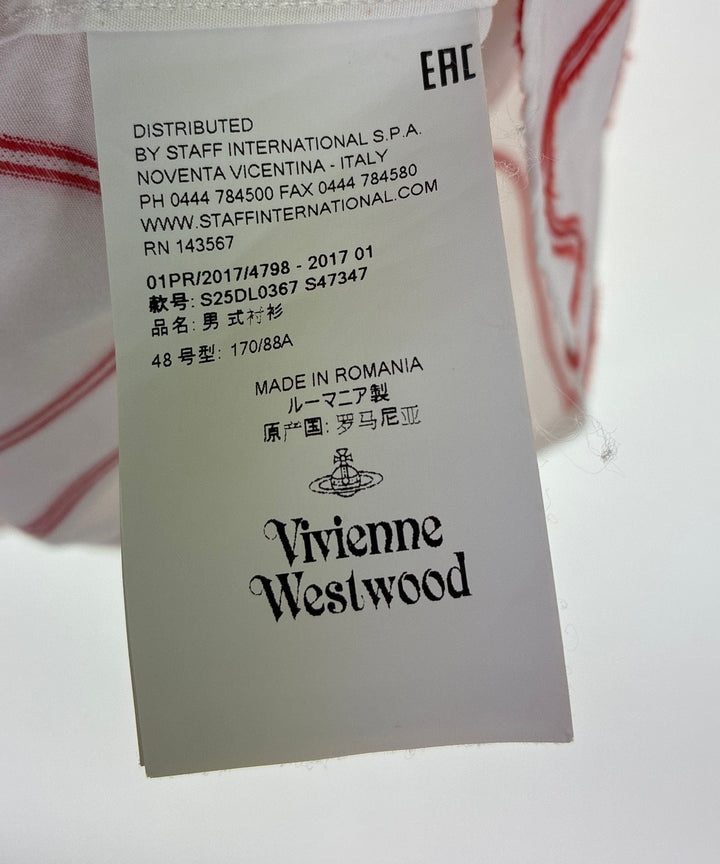 EAC
DISTRIBUTED
BY STAFF INTERNATIONAL S.P.A.
NOVENTA VICENTINA - ITALY
PH 0444 784500 FAX 0444 784580
WWW.STAFFINTERNATIONAL.COM
RN 143567
01PR/2017/4798 - 2017 01
款号: S25DL0367 S47347
品名: 男 式衬衫
48 号型: 170/88A
MADE IN ROMANIA
ルーマニア製
原产国: 罗马尼亚
Vivienne
Westwood